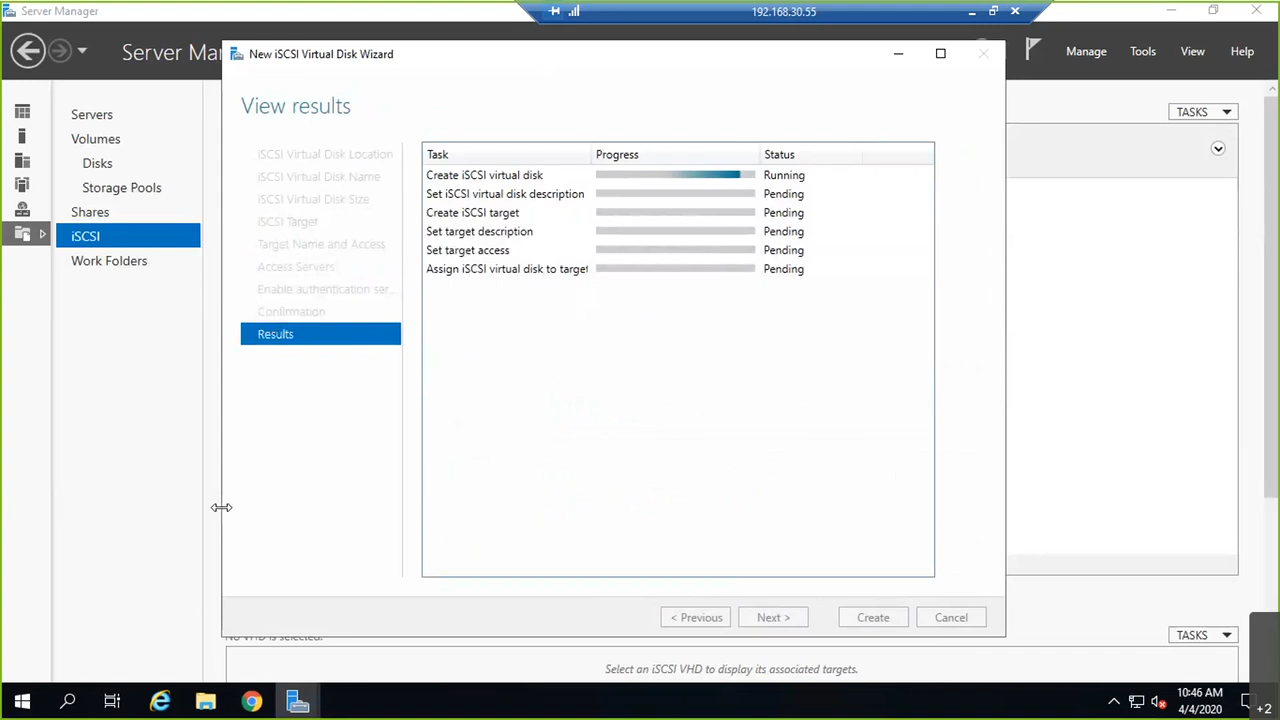 Server Manager
192.168.30.55
Server Ma
Manage
Tools
View
Help
New iSCSI Virtual Disk Wizard
View results
Servers
Volumes
Disks
Storage Pools
Shares
iSCSI
Work Folders
iSCSI Virtual Disk Location
iSCSI Virtual Disk Name
iSCSI Virtual Disk Size
iSCSI Target
Target Name and Access
Access Servers
Enable authentication ser...
Confirmation
Results
Task Progress Status
Create iSCSI virtual disk Running
Set iSCSI virtual disk description Pending
Create iSCSI target Pending
Set target description Pending
Set target access Pending
Assign iSCSI virtual disk to target Pending
< Previous
Next >
Create
Cancel
TASKS
No VHD is selected.
TASKS
Select an iSCSI VHD to display its associated targets.
10:46 AM
4/4/2020
+2